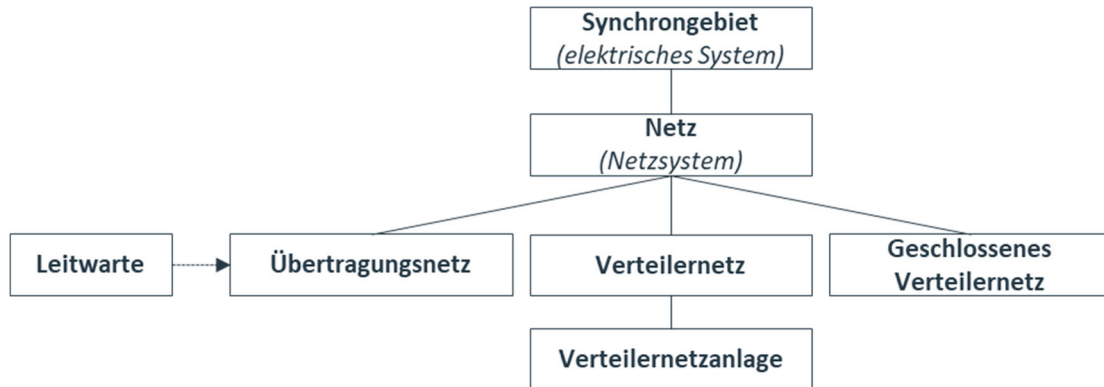 Synchrongebiet
(elektrisches System)
Netz
(Netzsystem)
Leitwarte
Übertragungsnetz
Verteilernetz
Geschlossenes
Verteilernetz
Verteilernetzanlage